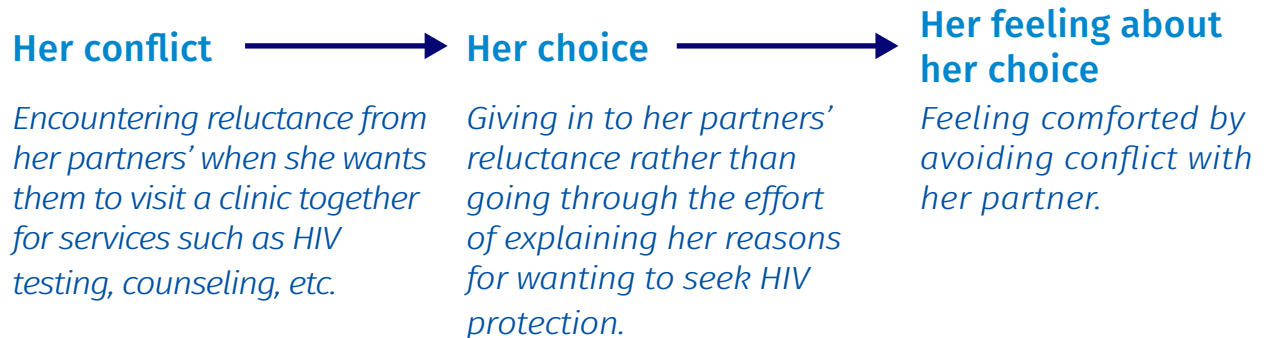 Her conflict
Encountering reluctance from
her partners’ when she wants
them to visit a clinic together
for services such as HIV
testing, counseling, etc.
Her choice
Giving in to her partners’
reluctance rather than
going through the effort
of explaining her reasons
for wanting to seek HIV
protection.
Her feeling about
her choice
Feeling comforted by
avoiding conflict with
her partner.